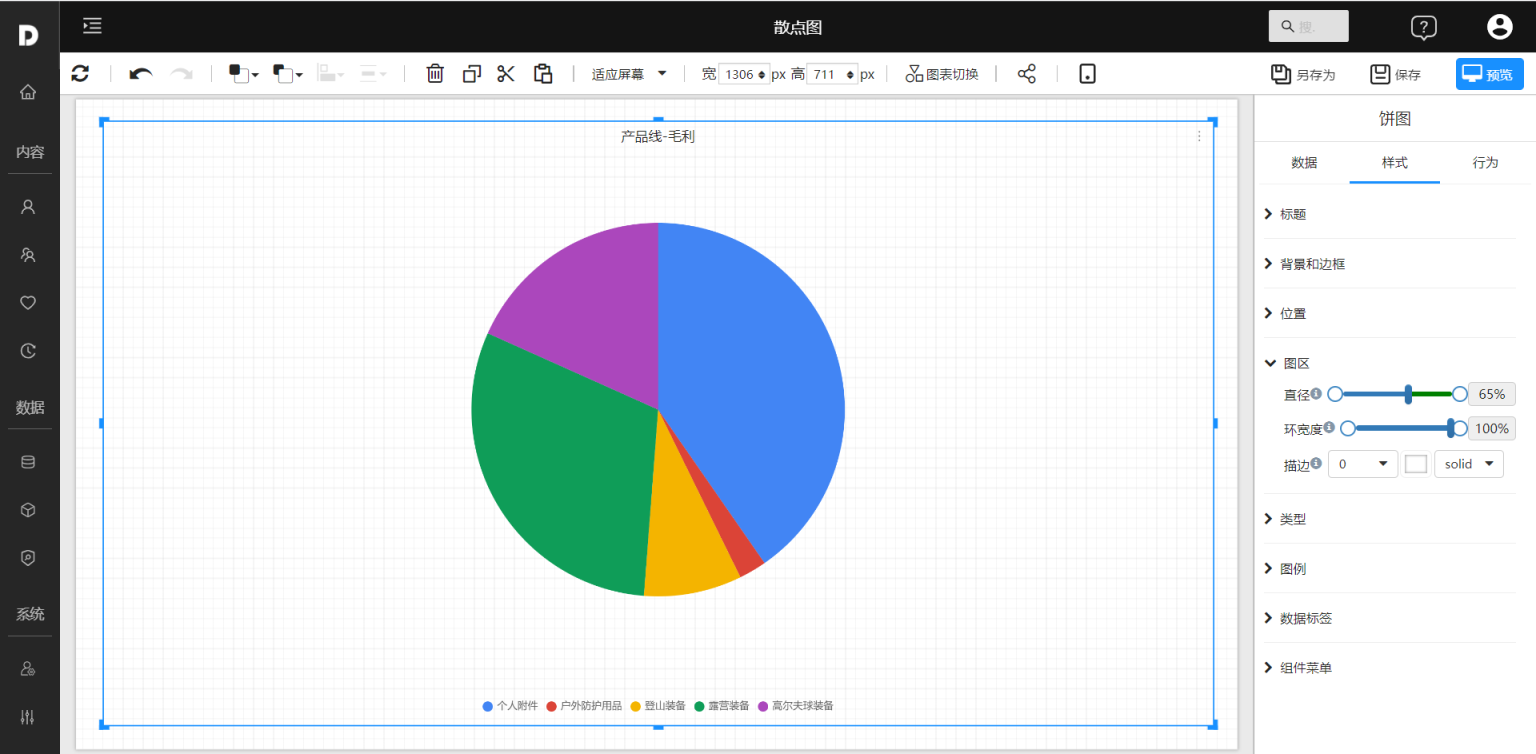 散点图
搜.
适应屏幕 宽 1306 px 高 711 px 图表切换 另存为 保存 预览
内容
数据
系统
产品线-毛利
个人附件 户外防护用品 登山装备 露营装备 高尔夫球装备
饼图
数据 样式 行为
标题
背景和边框
位置
图区
直径 65%
环宽度 100%
描边 0 solid
类型
图例
数据标签
组件菜单